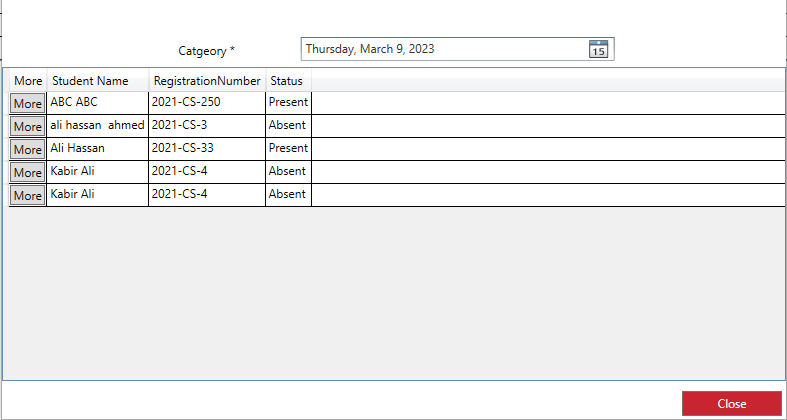 Catgeory *
Thursday, March 9, 2023
15
More Student Name RegistrationNumber Status
More ABC ABC 2021-CS-250 Present
More ali hassan  ahmed 2021-CS-3 Absent
More Ali Hassan 2021-CS-33 Present
More Kabir Ali 2021-CS-4 Absent
More Kabir Ali 2021-CS-4 Absent
Close